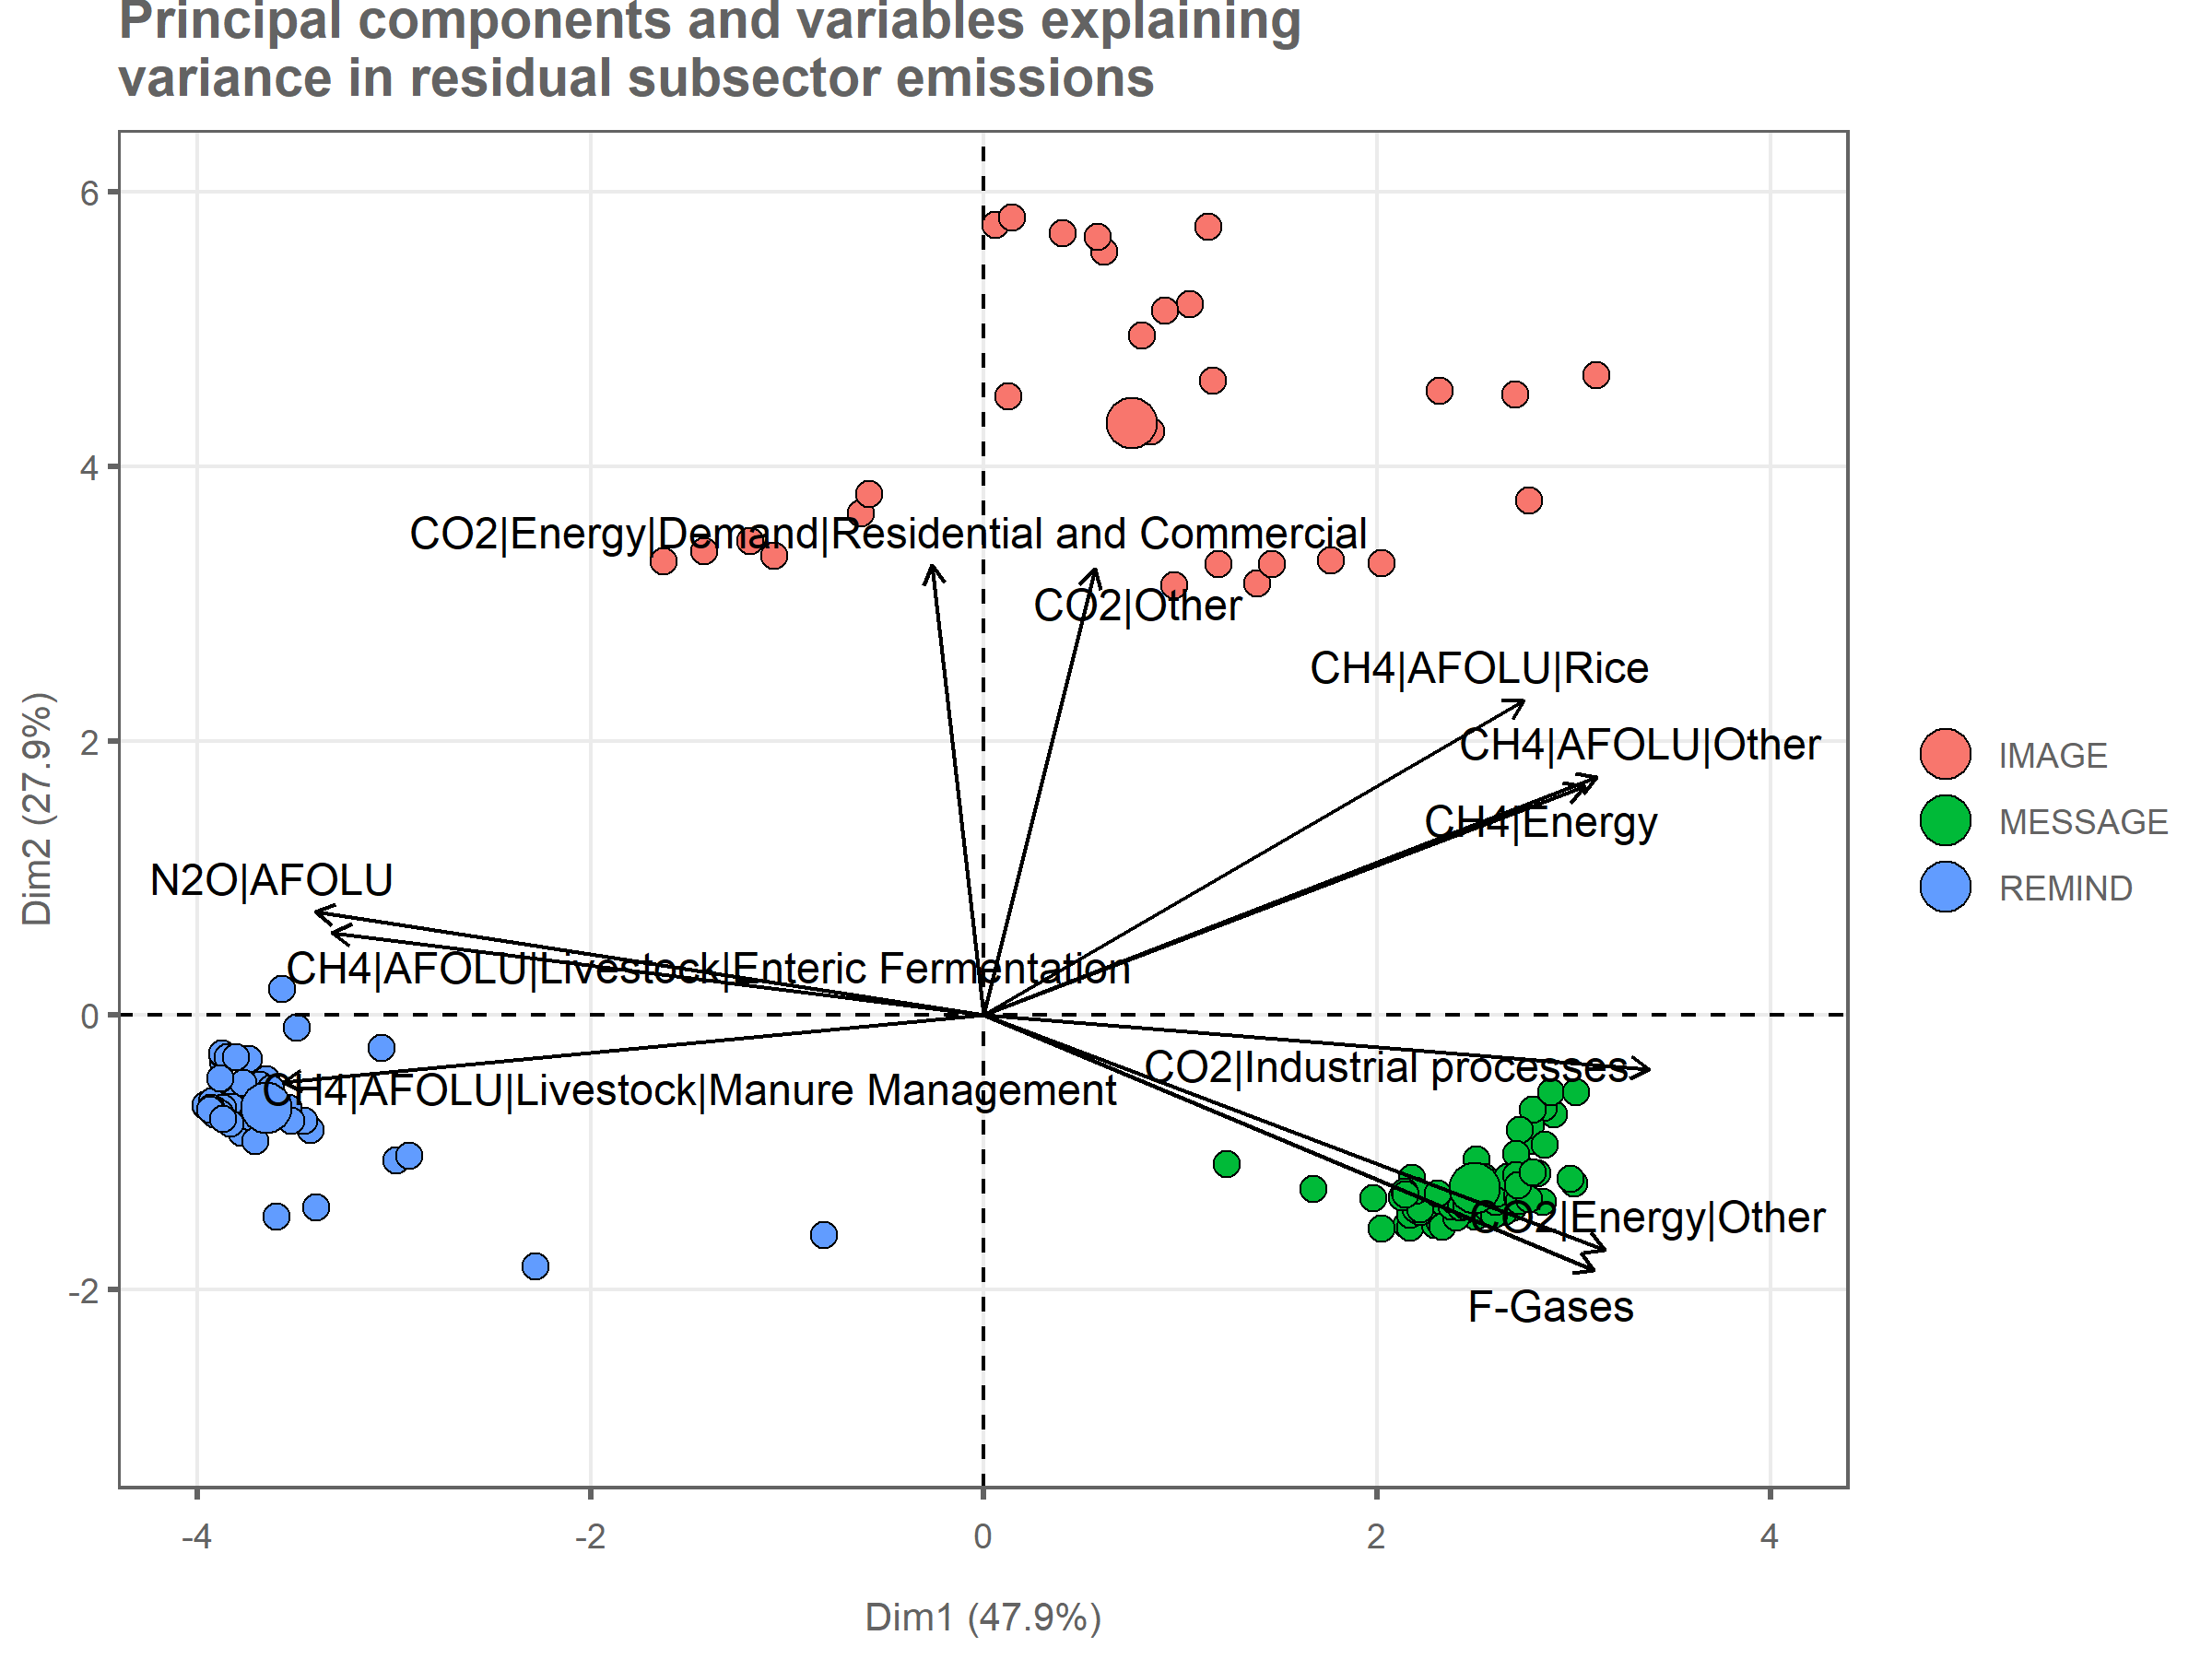 Principal components and variables explaining
variance in residual subsector emissions
6
4
2
0
-2
Dim2 (27.9%)
CO2|Energy|Demand|Residential and Commercial
CO2|Other
CH4|AFOLU|Rice
CH4|AFOLU|Other
CH4|Energy
N2O|AFOLU
CH4|AFOLU|Livestock|Enteric Fermentation
CO2|Industrial processes
CH4|AFOLU|Livestock|Manure Management
CO2|Energy|Other
F-Gases
IMAGE
MESSAGE
REMIND
-4
-2
0
2
4
Dim1 (47.9%)